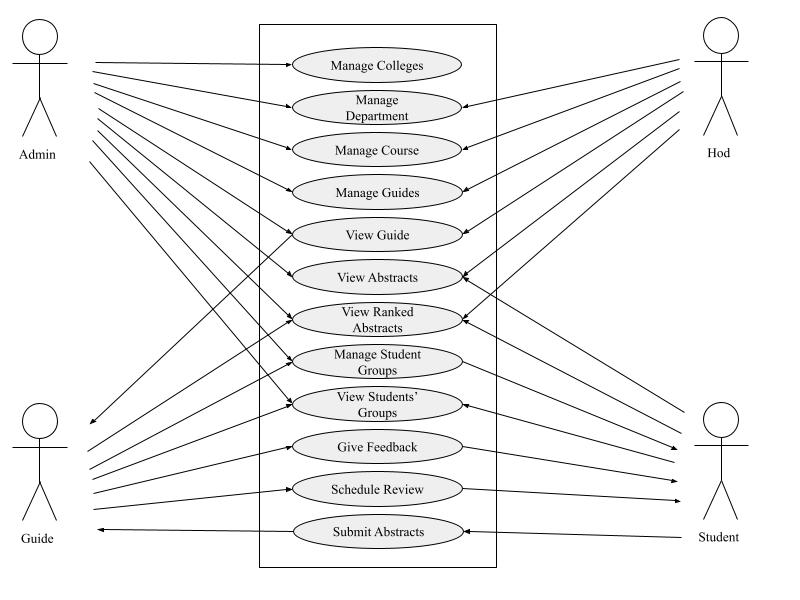 Manage Colleges
Manage
Department
Manage Course
Manage Guides
View Guide
View Abstracts
View Ranked
Abstracts
Manage Student
Groups
View Students’
Groups
Give Feedback
Schedule Review
Submit Abstracts
Admin
Hod
Guide
Student